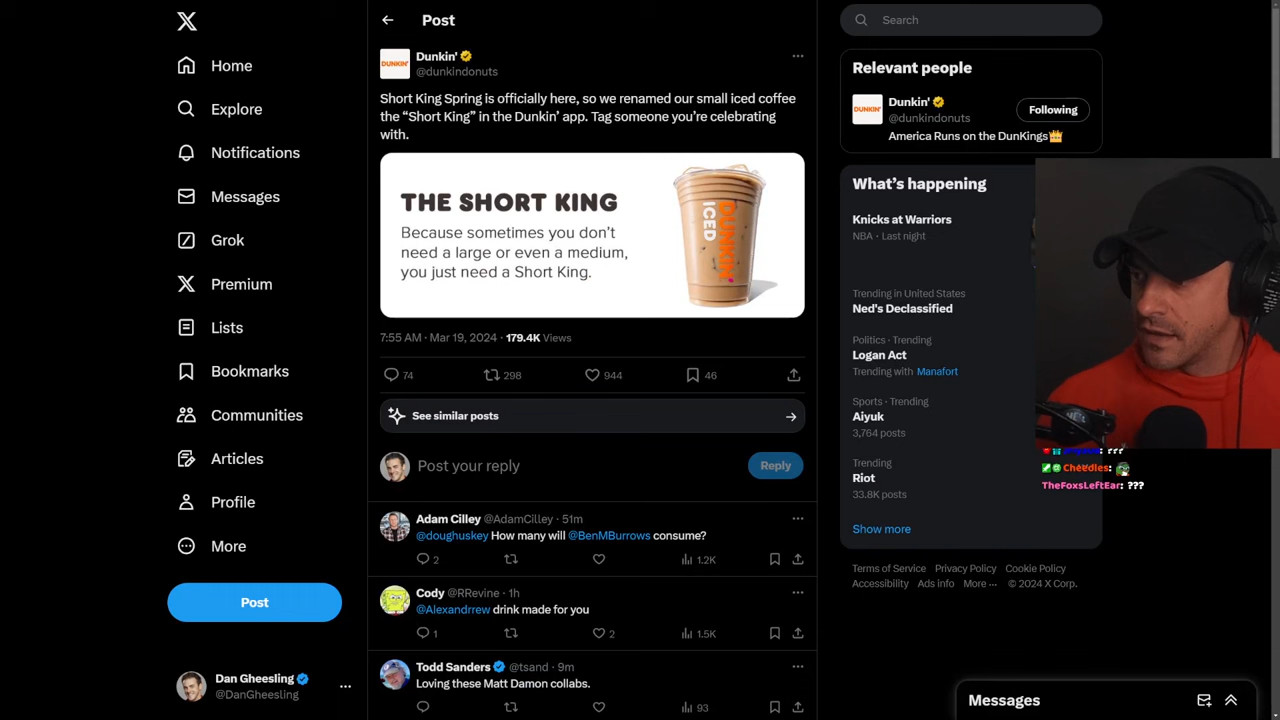 Home
Explore
Notifications
Messages
Grok
Premium
Lists
Bookmarks
Communities
Articles
Profile
More
Post
Dan Gheesling
@DanGheesling
Post
Dunkin'
@dunkindonuts
Short King Spring is officially here, so we renamed our small iced coffee
the “Short King” in the Dunkin’ app. Tag someone you’re celebrating
with.
THE SHORT KING
Because sometimes you don’t
need a large or even a medium,
you just need a Short King.
DUNKIN'
ICED
7:55 AM · Mar 19, 2024 · 179.4K Views
74 298 944 46
See similar posts
Post your reply
Reply
Adam Cilley @AdamCilley · 51m
@doughuskey How many will @BenMBurrows consume?
2 1.2K
Cody @RRevine · 1h
@Alexandrrew drink made for you
1 2 1.5K
Todd Sanders @tsand · 9m
Loving these Matt Damon collabs.
93
Search
Relevant people
DUNKIN'
Dunkin'
@dunkindonuts
Following
America Runs on the DunKings👑
What’s happening
Knicks at Warriors
NBA · Last night
Trending in United States
Ned's Declassified
Politics · Trending
Logan Act
Trending with Manafort
Sports · Trending
Aiyuk
3,764 posts
Trending
Riot
33.8K posts
Show more
Terms of Service Privacy Policy Cookie Policy
Accessibility Ads info More ··· © 2024 X Corp.
: ???
Cheedles:
TheFoxsLeftEar: ???
Messages